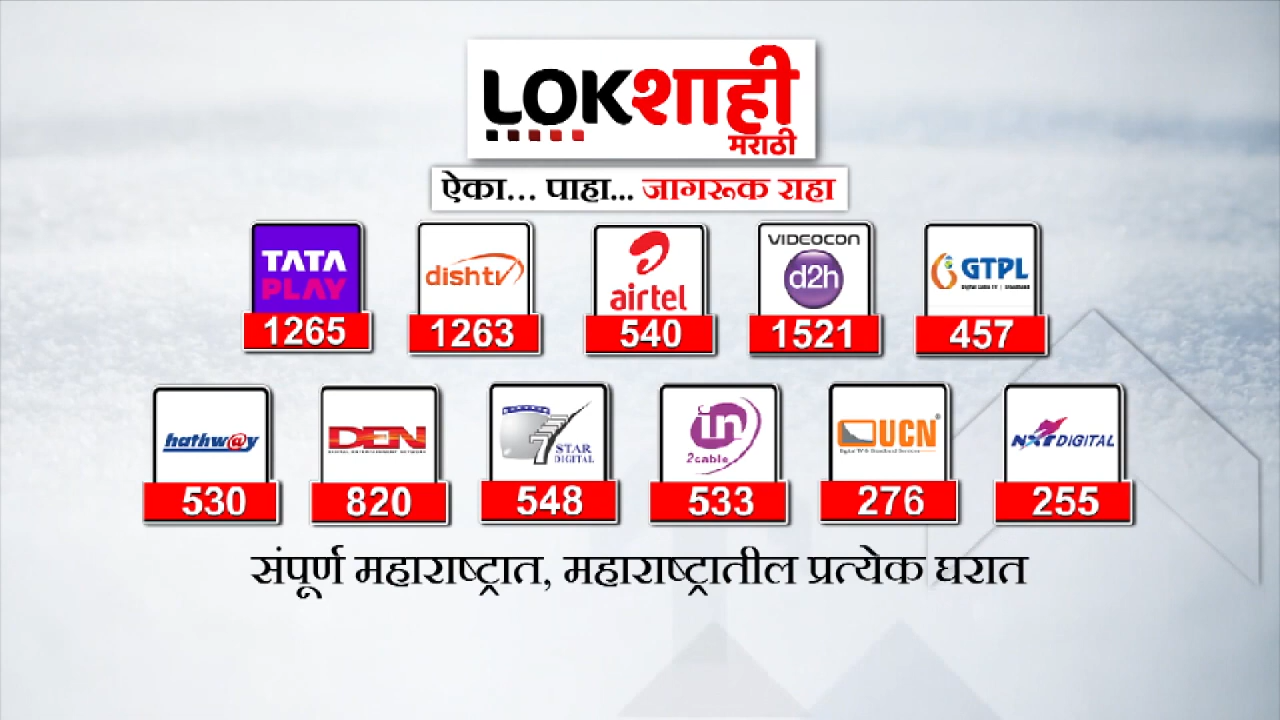 LOKशाही
मराठी
ऐका... पाहा... जागरूक राहा
TATA PLAY
1265
dishtv
1263
airtel
540
VIDEOCON d2h
1521
GTPL
457
hathw@y
530
DEN
820
7 STAR DIGITAL
548
in 2cable
533
UCN
276
NXT DIGITAL
255
संपूर्ण महाराष्ट्रात, महाराष्ट्रातील प्रत्येक घरात